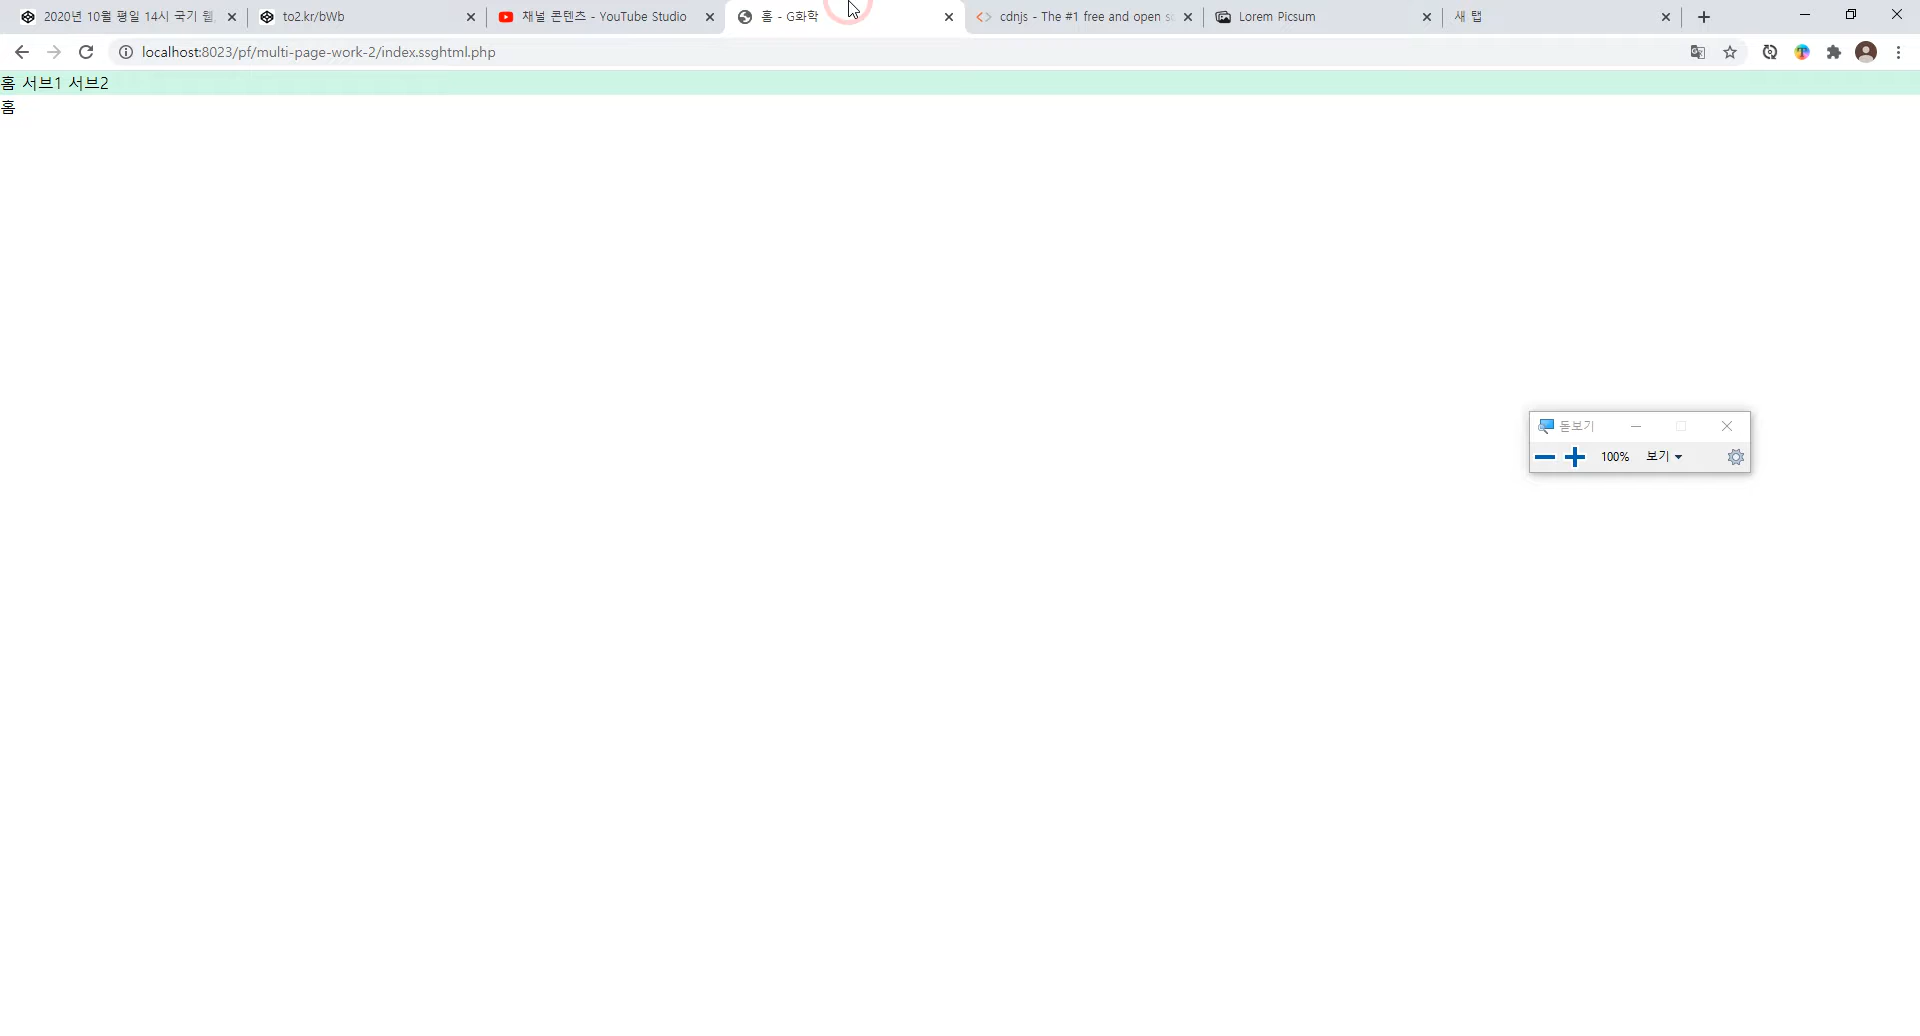 2020년 10월 평일 14시 국기 웹
to2.kr/bWb
채널 콘텐츠 - YouTube Studio
홈 - G화학
cdnjs - The #1 free and open so
Lorem Picsum
새 탭
localhost:8023/pf/multi-page-work-2/index.ssghtml.php
홈 서브1 서브2
홈
돋보기
100% 보기